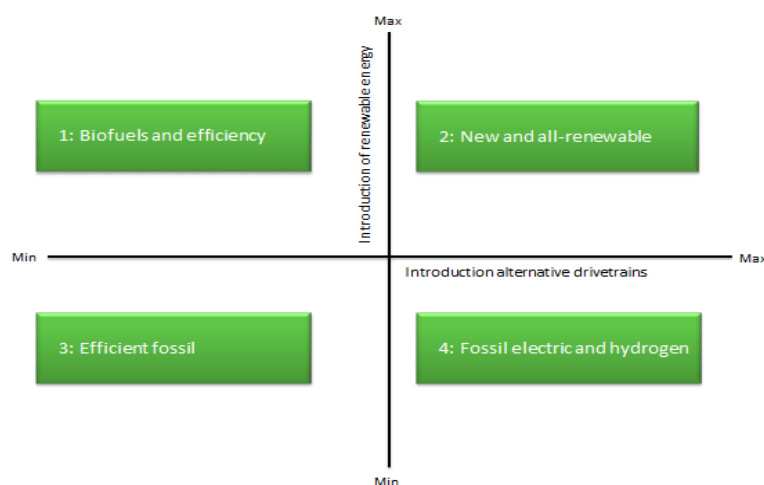 Max
Introduction of renewable energy
1: Biofuels and efficiency
2: New and all-renewable
Min
Max
Introduction alternative drivetrains
3: Efficient fossil
4: Fossil electric and hydrogen
Min